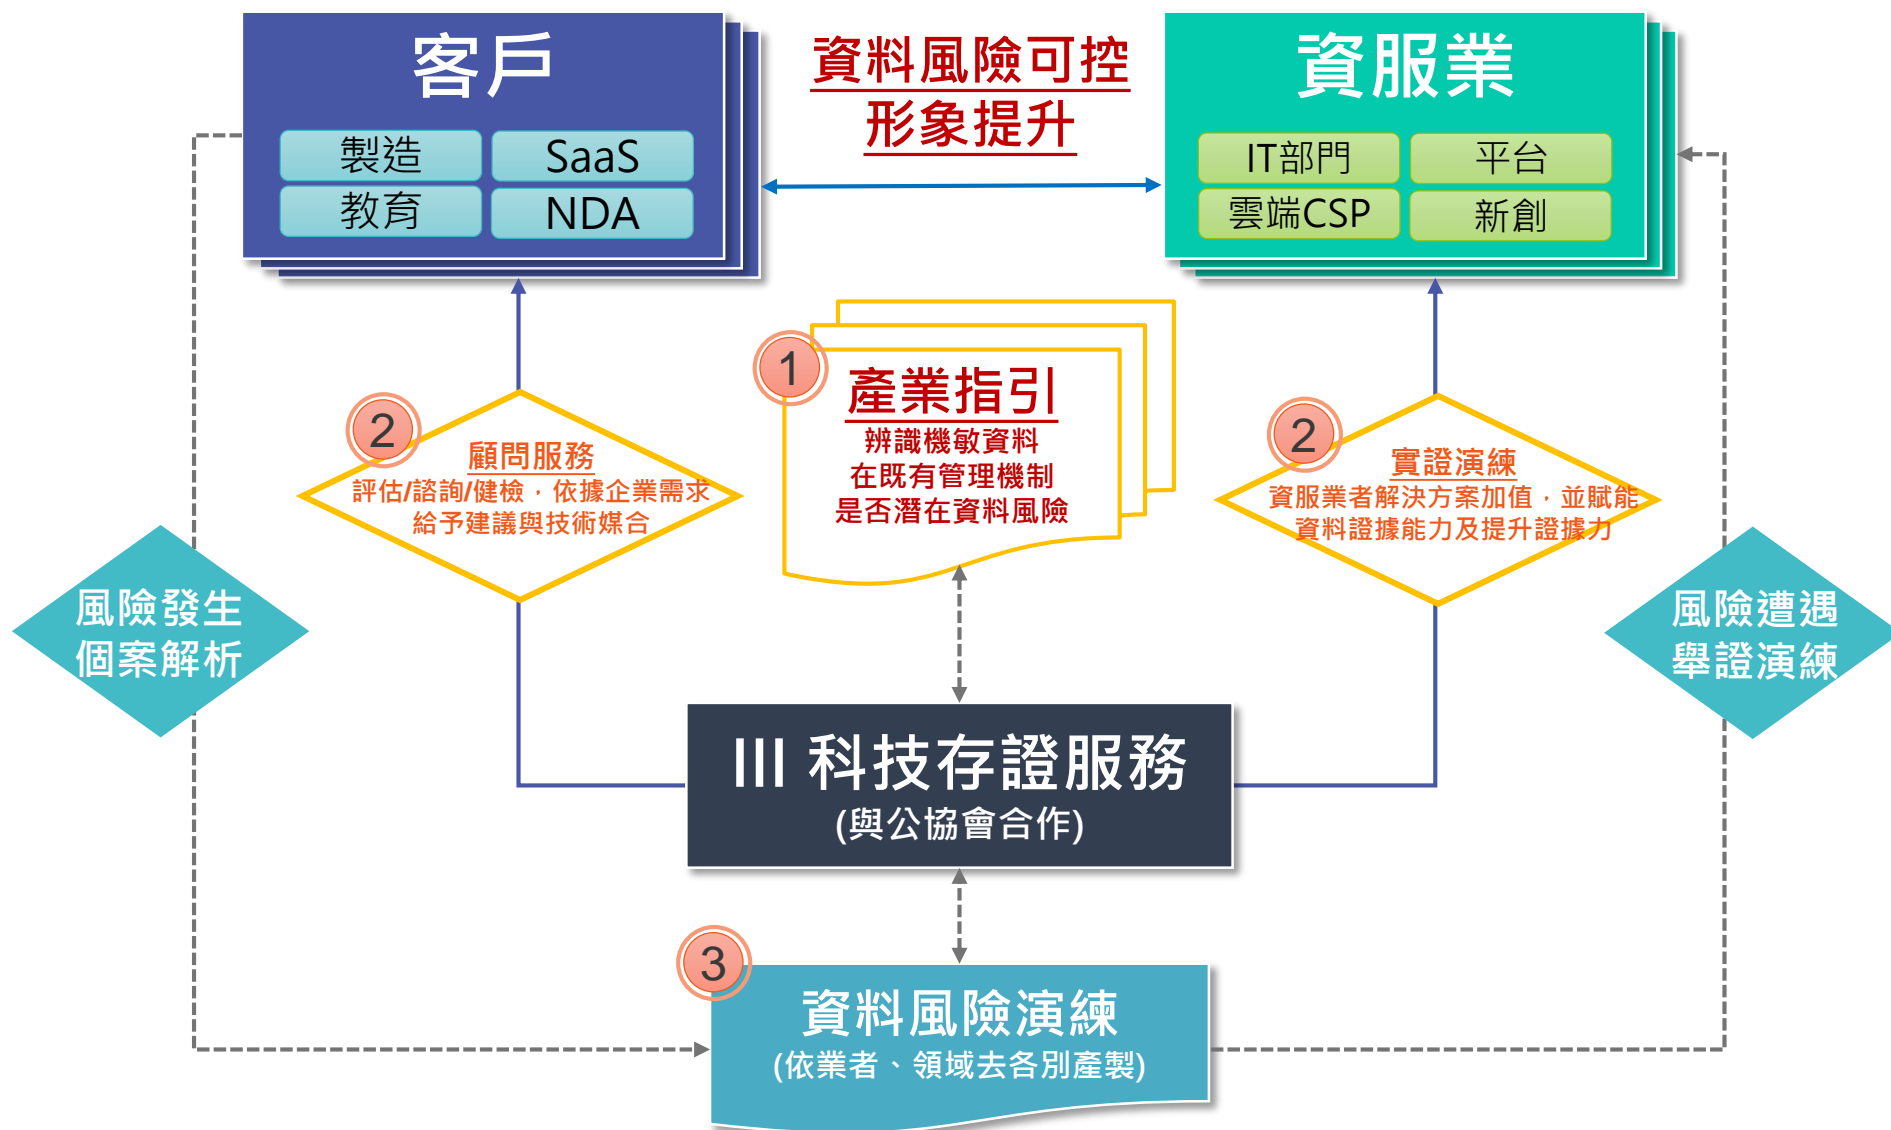 客戶
製造
SaaS
教育
NDA
資料風險可控
形象提升
資服業
IT部門
平台
雲端CSP
新創
1
產業指引
辨識機敏資料
在既有管理機制
是否潛在資料風險
2
顧問服務
評估/諮詢/健檢，依據企業需求
給予建議與技術媒合
2
實證演練
資服業者解決方案加值，並賦能
資料證據能力及提升證據力
風險發生
個案解析
風險遭遇
舉證演練
III 科技存證服務
(與公協會合作)
3
資料風險演練
(依業者、領域去各別產製)